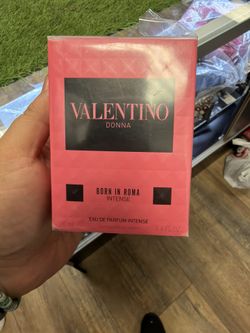 VALENTINO
DONNA
BORN IN ROMA
INTENSE
EAU DE PARFUM INTENSE